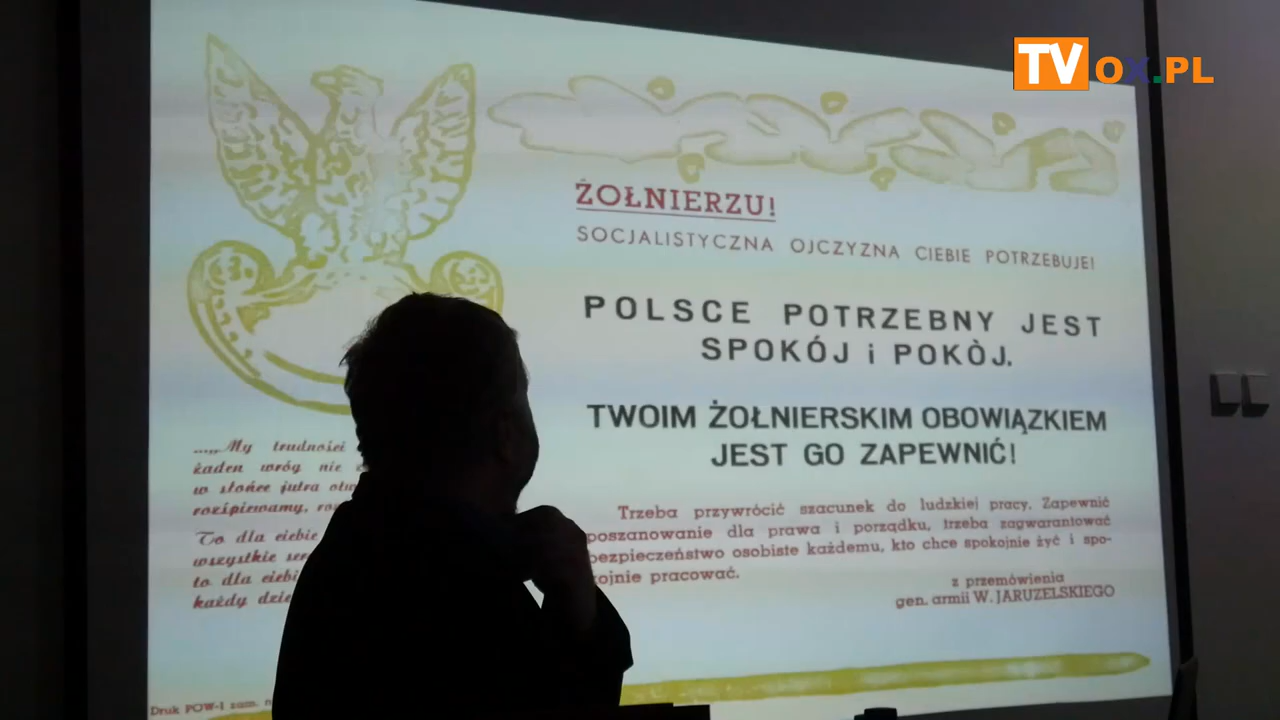 TVOX.PL
ŻOŁNIERZU!
SOCJALISTYCZNA OJCZYZNA CIEBIE POTRZEBUJE!
POLSCE POTRZEBNY JEST
SPOKÓJ i POKÒJ.
TWOIM ŻOŁNIERSKIM OBOWIĄZKIEM
JEST GO ZAPEWNIĆ!
Trzeba przywrócić szacunek do ludzkiej pracy. Zapewnić
poszanowanie dla prawa i porządku, trzeba zagwarantować
bezpieczeństwo osobiste każdemu, kto chce spokojnie żyć i spo-
kojnie pracować.
z przemówienia
gen. armii W. JARUZELSKIEGO
...„My trudności
żaden wróg nie
w słońce jutra
rozśpiewamy,
To dla ciebie
wszystkie
to dla
każdy
Druk POW-1 zam.